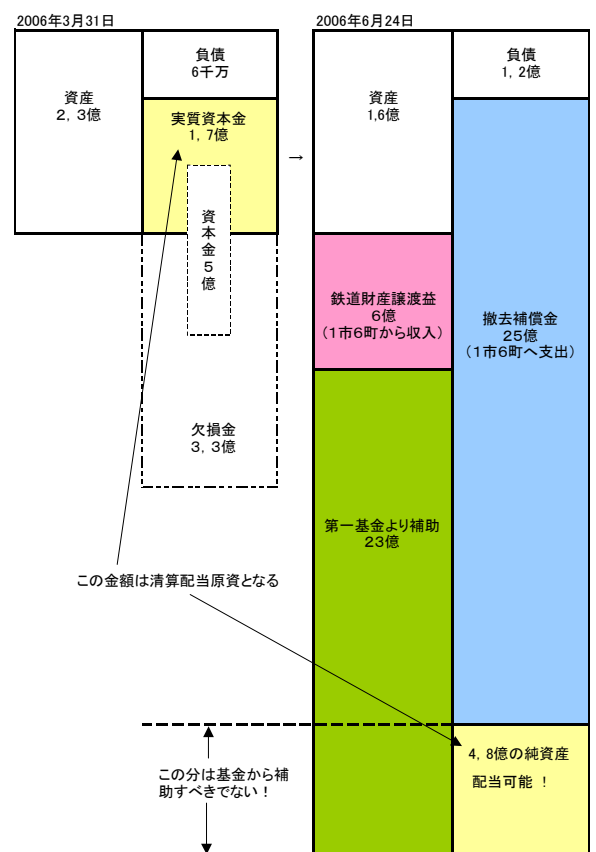 2006年3月31日
資産
２，３億
負債
6千万
実質資本金
１，７億
資
本
金
５
億
欠損金
３，３億
→
2006年6月24日
資産
1,6億
負債
１，２億
鉄道財産譲渡益
６億
（１市６町から収入）
撤去補償金
25億
（１市６町へ支出）
第一基金より補助
２３億
この金額は清算配当原資となる
この分は基金から補
助すべきでない！
４，８億の純資産
配当可能 ！